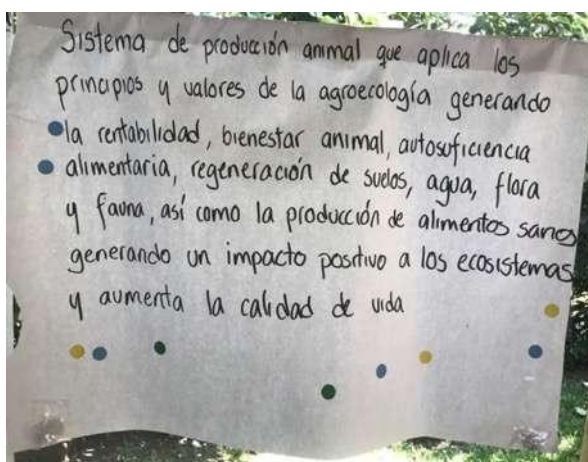 Sistema de producción animal que aplica los
principios y valores de la agroecología generando
la rentabilidad, bienestar animal, autosuficiencia
alimentaria, regeneración de suelos, agua, flora
y fauna, así como la producción de alimentos sanos
generando un impacto positivo a los ecosistemas
y aumenta la calidad de vida